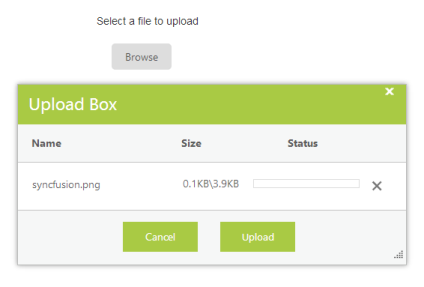 Select a file to upload
Browse
Upload Box
Name Size Status
syncfusion.png 0.1KB\3.9KB
Cancel Upload